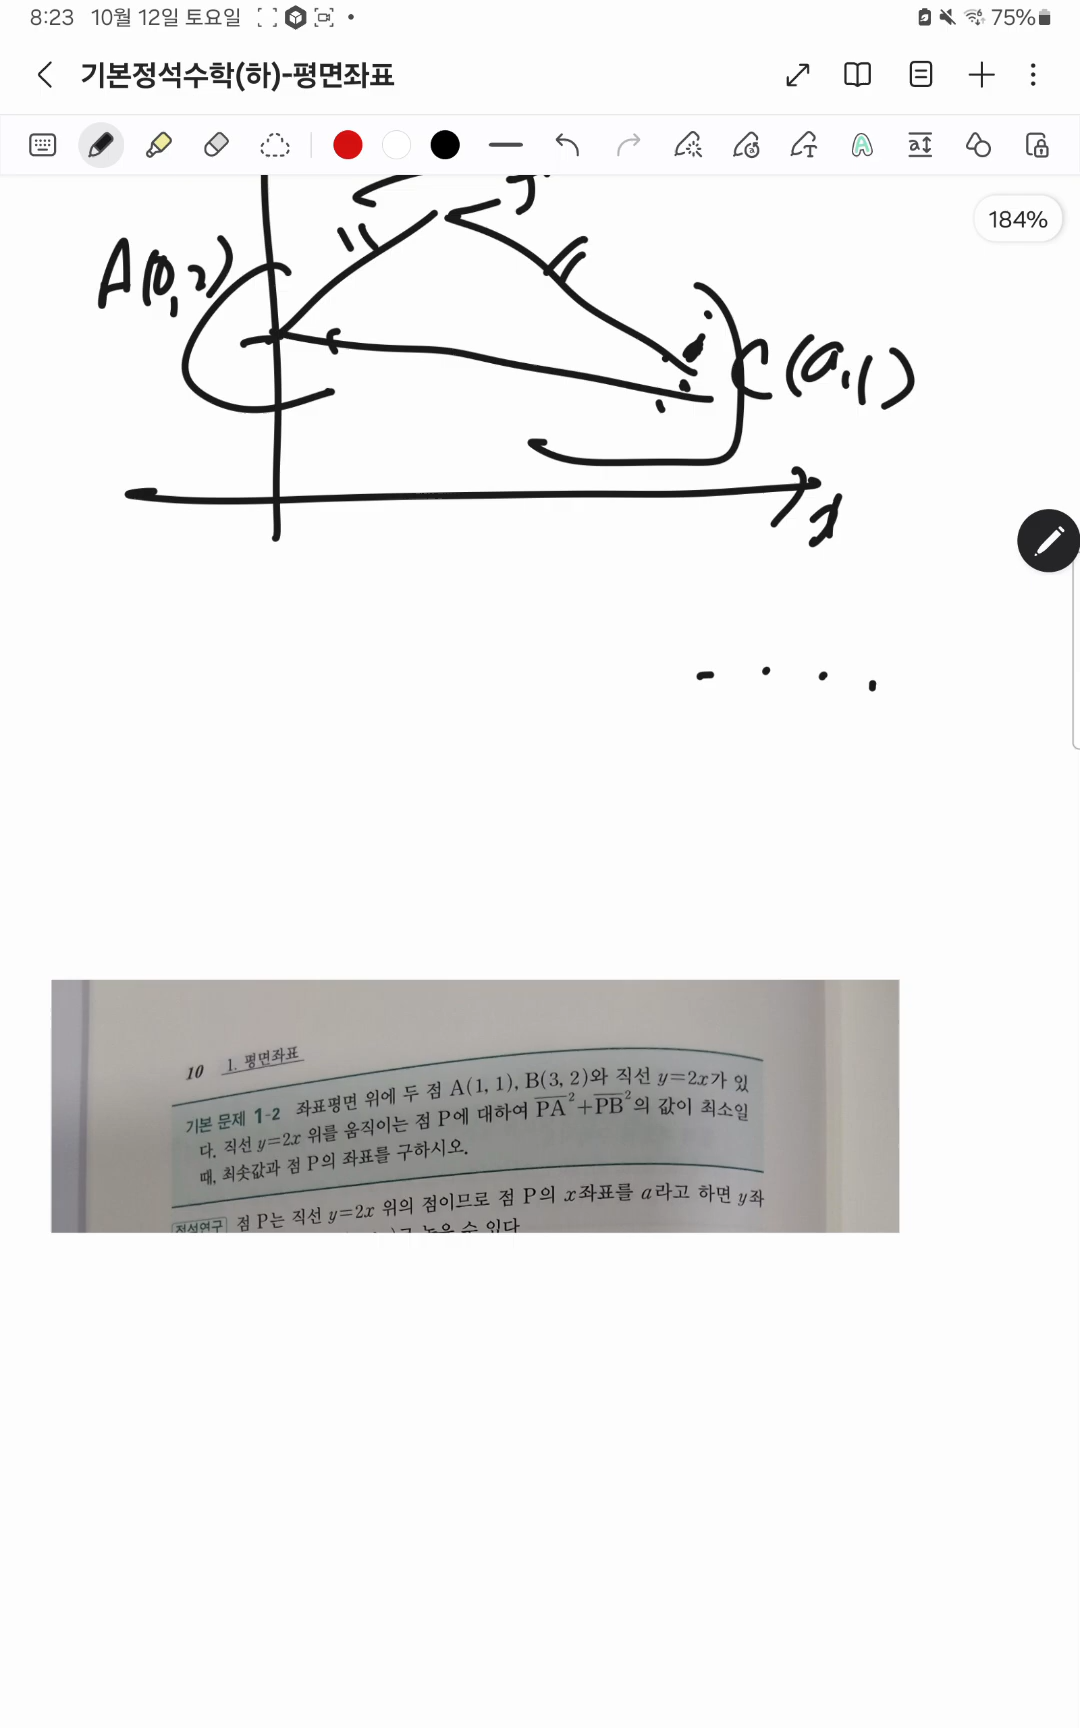 8:23 10월 12일 토요일 75%
기본정석수학(하)-평면좌표
184%
A(0,2)
C(a,1)
x
10 1. 평면좌표
기본 문제 1-2 좌표평면 위에 두 점 A(1, 1), B(3, 2)와 직선 y=2x가 있
다. 직선 y=2x 위를 움직이는 점 P에 대하여 PA²+PB²의 값이 최소일
때, 최솟값과 점 P의 좌표를 구하시오.
정석연구 점 P는 직선 y=2x 위의 점이므로 점 P의 x좌표를 a라고 하면 y좌
수 있다